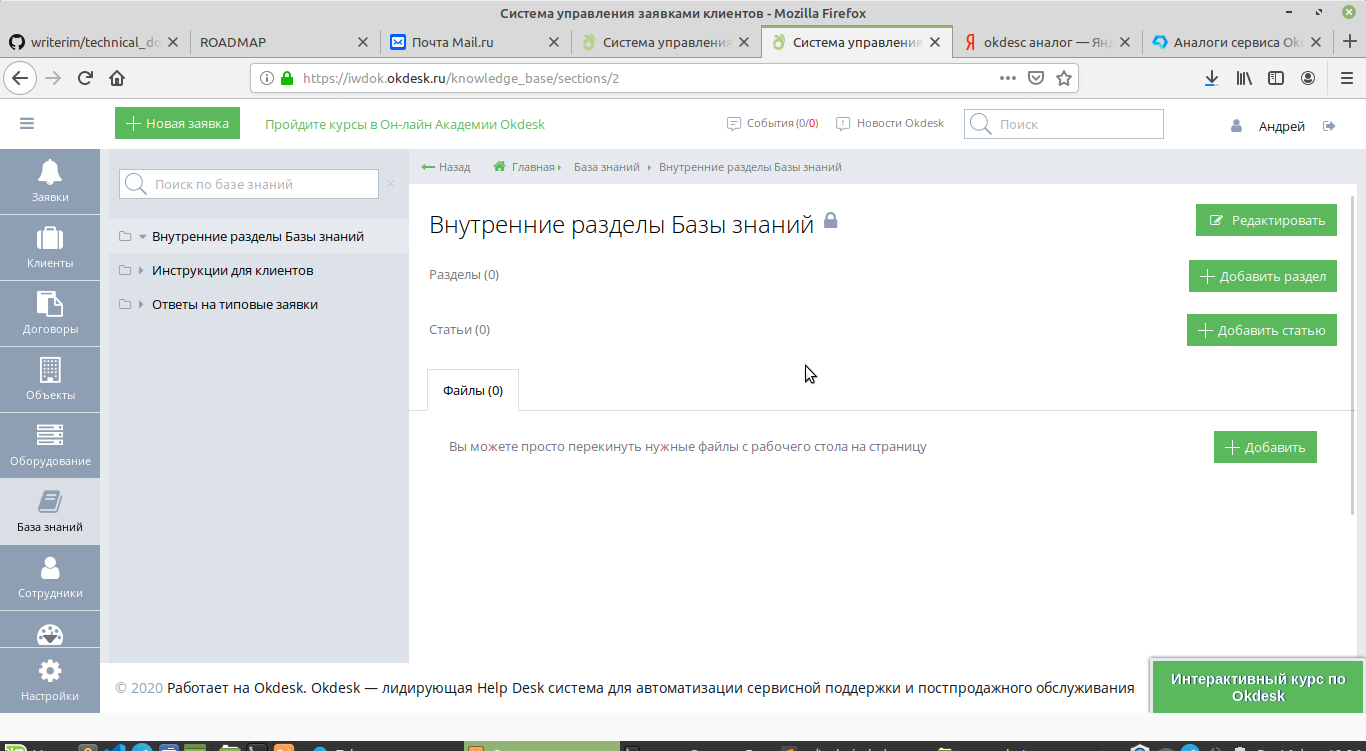 Система управления заявками клиентов - Mozilla Firefox
writerim/technical_do
ROADMAP
Почта Mail.ru
Система управления
Система управления
okdesc аналог — Янд
Аналоги сервиса Okd
https://iwdok.okdesk.ru/knowledge_base/sections/2
Новая заявка
Пройдите курсы в Он-лайн Академии Okdesk
События (0/0)
Новости Okdesk
Поиск
Андрей
Заявки
Клиенты
Договоры
Объекты
Оборудование
База знаний
Сотрудники
Настройки
Поиск по базе знаний
Внутренние разделы Базы знаний
Инструкции для клиентов
Ответы на типовые заявки
Назад
Главная
База знаний
Внутренние разделы Базы знаний
Внутренние разделы Базы знаний
Редактировать
Разделы (0)
Добавить раздел
Статьи (0)
Добавить статью
Файлы (0)
Вы можете просто перекинуть нужные файлы с рабочего стола на страницу
Добавить
© 2020 Работает на Okdesk. Okdesk — лидирующая Help Desk система для автоматизации сервисной поддержки и постпродажного обслуживания
Интерактивный курс по
Okdesk